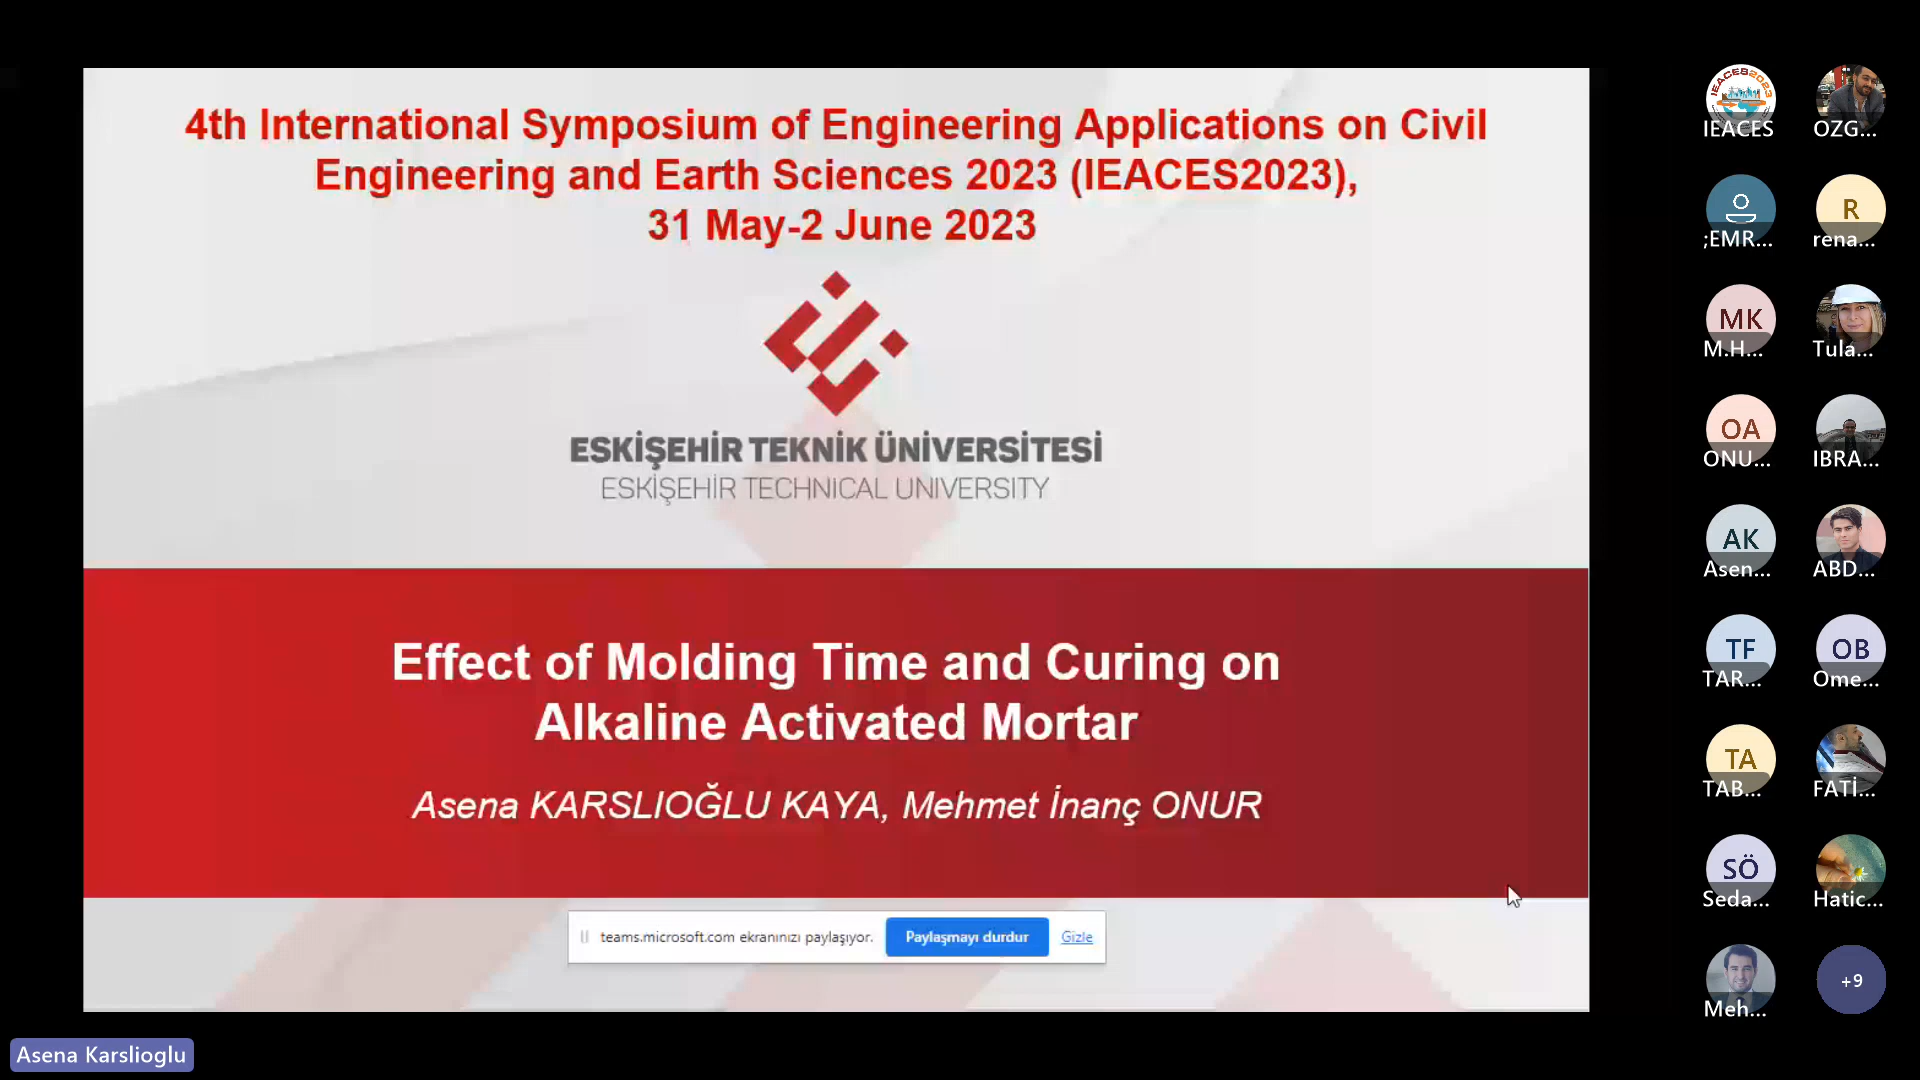 4th International Symposium of Engineering Applications on Civil
Engineering and Earth Sciences 2023 (IEACES2023),
31 May-2 June 2023
ESKİŞEHİR TEKNİK ÜNİVERSİTESİ
ESKİŞEHİR TECHNICAL UNIVERSITY
Effect of Molding Time and Curing on
Alkaline Activated Mortar
Asena KARSLIOĞLU KAYA, Mehmet İnanç ONUR
teams.microsoft.com ekranınızı paylaşıyor. Paylaşmayı durdur Gizle
Asena Karslioglu
IEACES2023
IEACES
OZG...
;EMR...
R
rena...
MK
M.H...
Tula...
OA
ONU...
IBRA...
AK
Asen...
ABD...
TF
TAR...
OB
Ome...
TA
TAB...
FATİ...
SÖ
Seda...
Hatic...
Meh...
+9